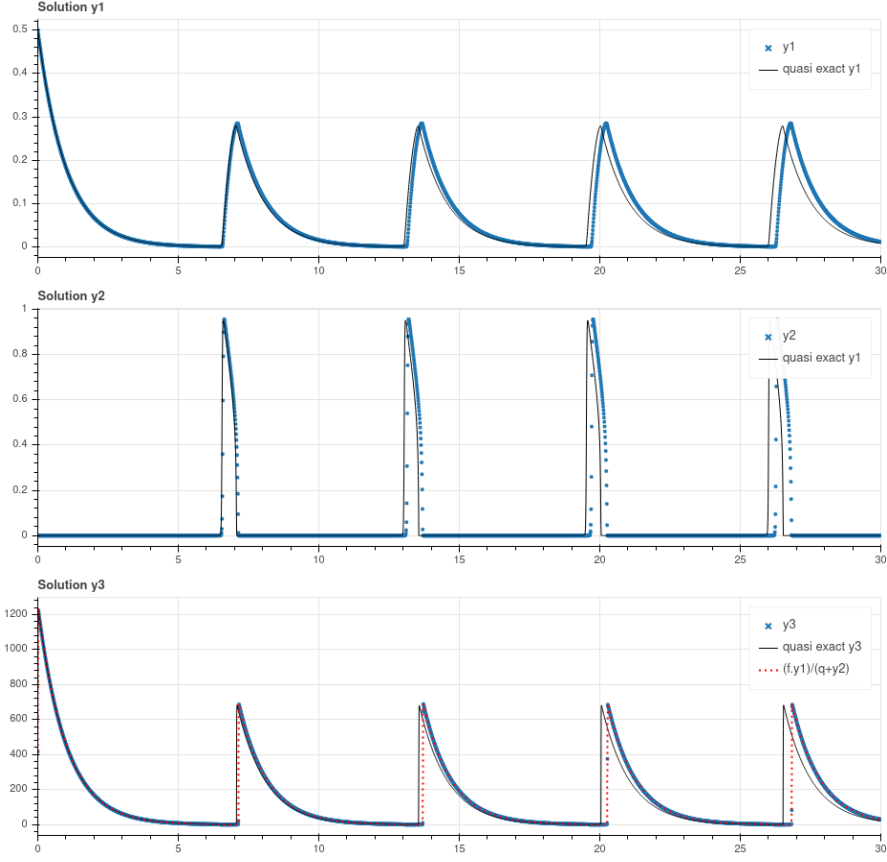 Solution y1
0.5
0.4
0.3
0.2
0.1
0
y1
quasi exact y1
0 5 10 15 20 25 30
Solution y2
1
0.8
0.6
0.4
0.2
0
y2
quasi exact y1
0 5 10 15 20 25 30
Solution y3
1200
1000
800
600
400
200
0
y3
quasi exact y3
(f.y1)/(q+y2)
0 5 10 15 20 25 30